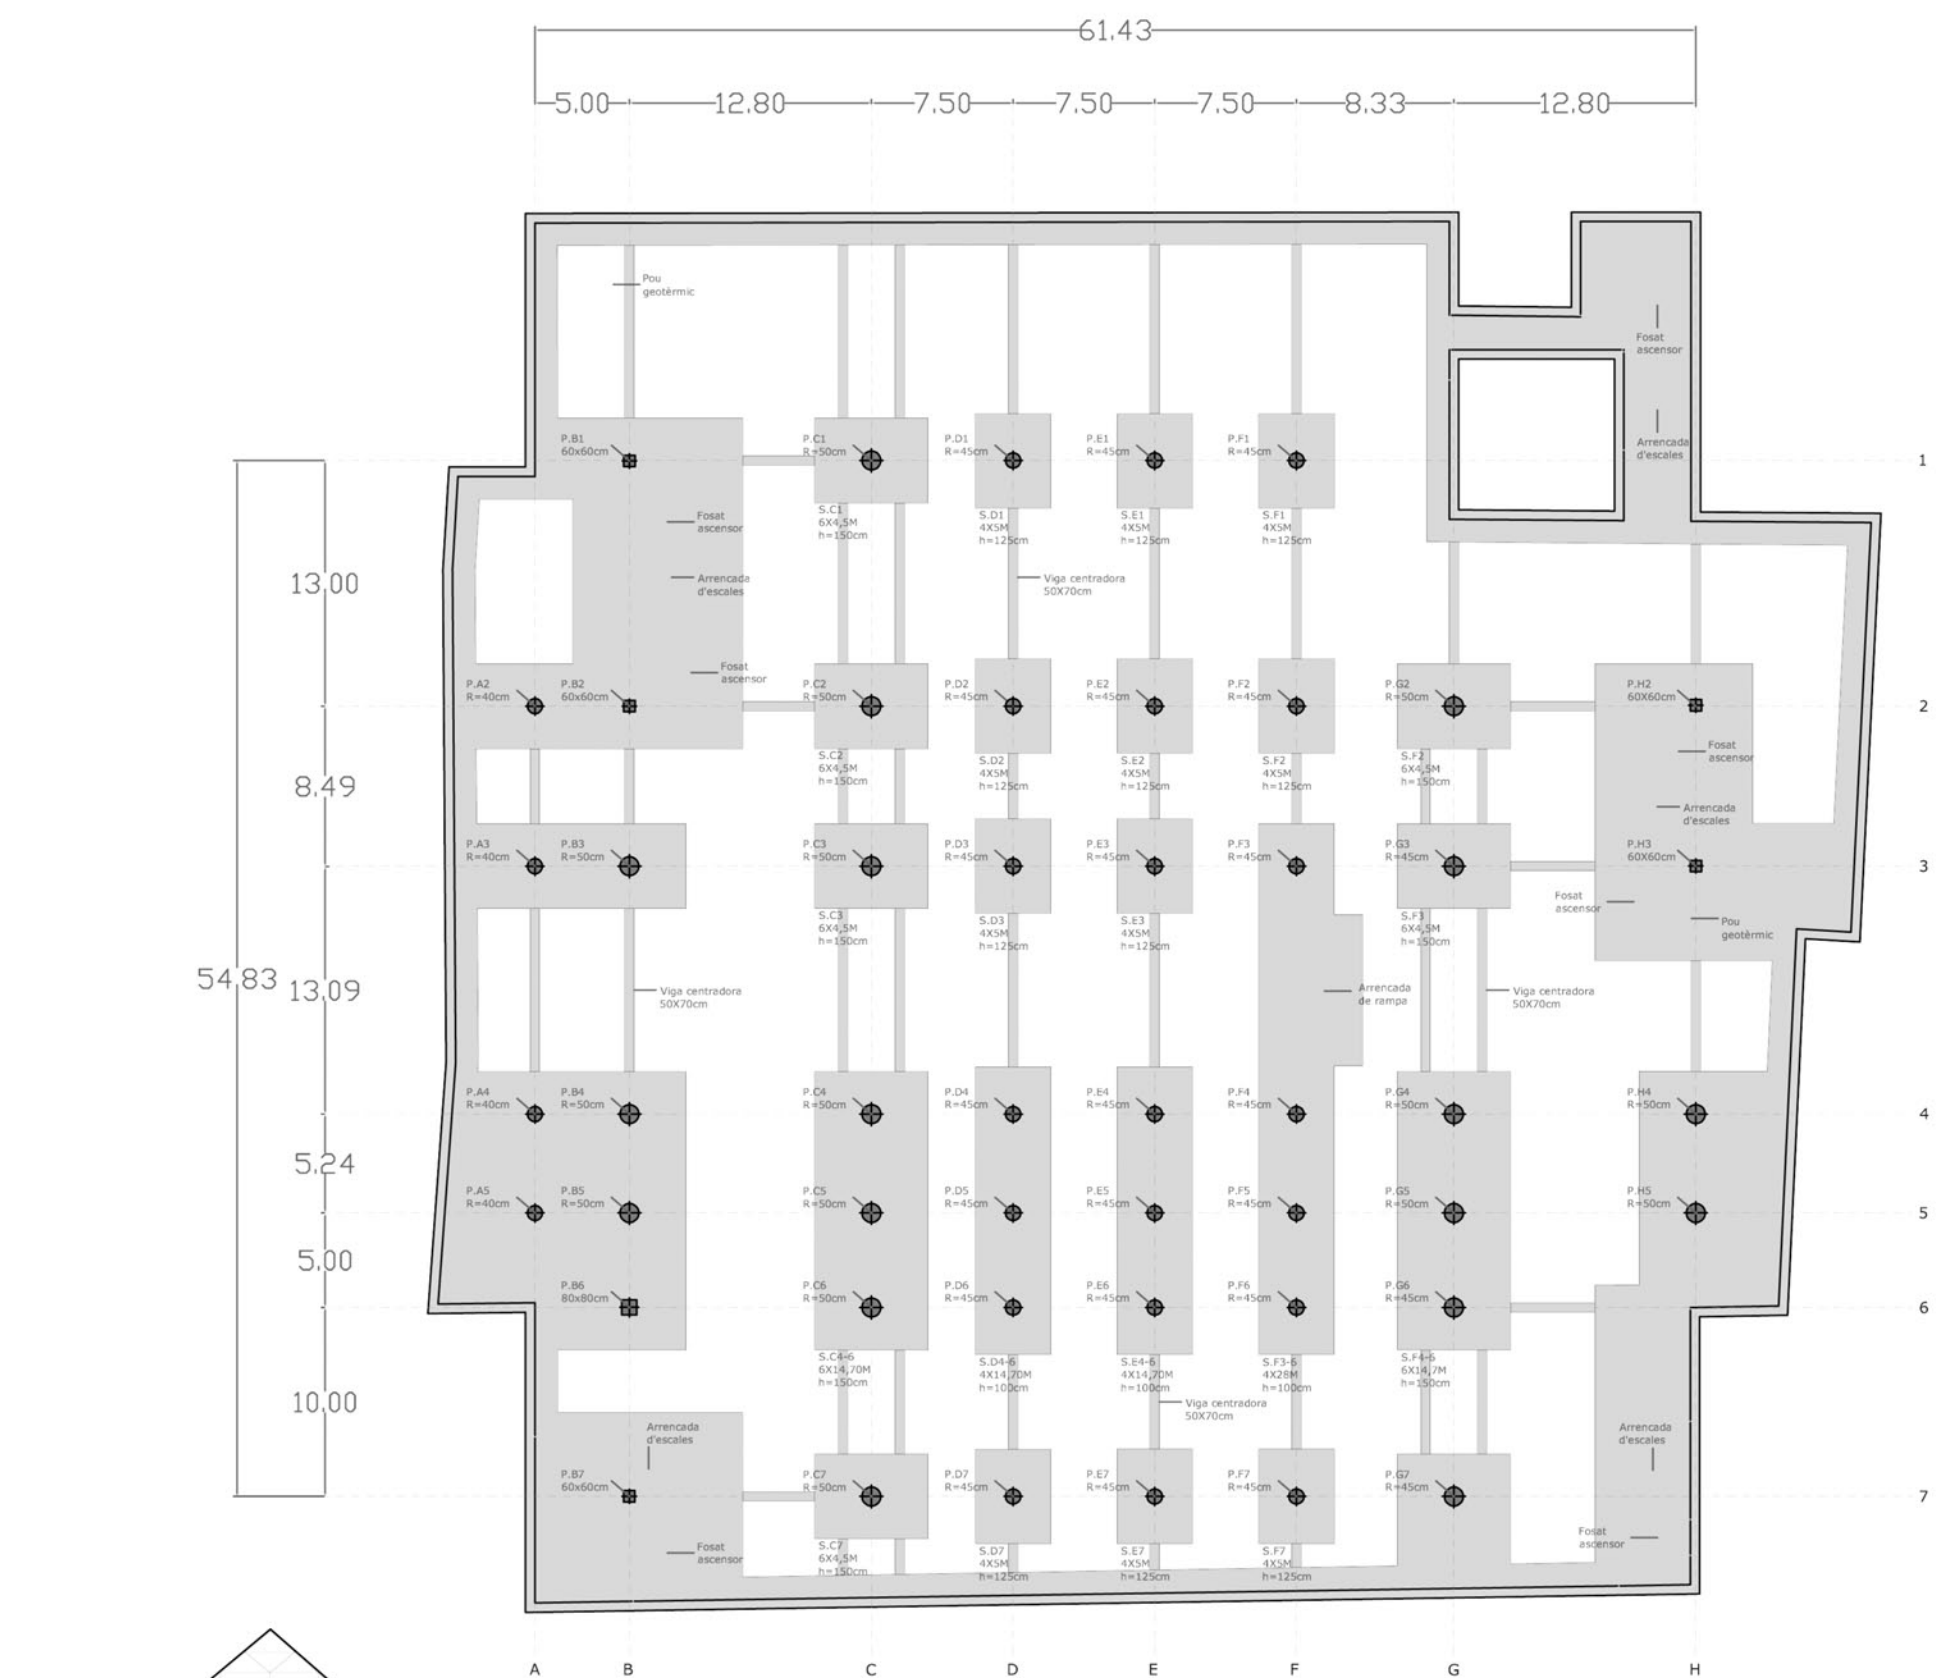 61.43
5.00 12.80 7.50 7.50 7.50 8.33 12.80
Pou
geotèrmic
Fosat
ascensor
Arrencada
d'escales
P.B1
60x60cm
P.C1
R=50cm
P.D1
R=45cm
P.E1
R=45cm
P.F1
R=45cm
1
S.C1
6X4,5M
h=150cm
S.D1
4X5M
h=125cm
S.E1
4X5M
h=125cm
S.F1
4X5M
h=125cm
Fosat
ascensor
Arrencada
d'escales
Viga centradora
50X70cm
13.00
Fosat
ascensor
P.A2
R=40cm
P.B2
60x60cm
P.C2
R=50cm
P.D2
R=45cm
P.E2
R=45cm
P.F2
R=45cm
P.G2
R=50cm
P.H2
60X60cm
2
S.C2
6X4,5M
h=150cm
S.D2
4X5M
h=125cm
S.E2
4X5M
h=125cm
S.F2
4X5M
h=125cm
S.F2
6X4,5M
h=150cm
Fosat
ascensor
Arrencada
d'escales
8.49
P.A3
R=40cm
P.B3
R=50cm
P.C3
R=50cm
P.D3
R=45cm
P.E3
R=45cm
P.F3
R=45cm
P.G3
R=45cm
P.H3
60X60cm
3
S.C3
6X4,5M
h=150cm
S.D3
4X5M
h=125cm
S.E3
4X5M
h=125cm
S.F3
6X4,5M
h=150cm
Fosat
ascensor
Pou
geotèrmic
54.83
13.09
Viga centradora
50X70cm
Arrencada
de rampa
Viga centradora
50X70cm
P.A4
R=40cm
P.B4
R=50cm
P.C4
R=50cm
P.D4
R=45cm
P.E4
R=45cm
P.F4
R=45cm
P.G4
R=50cm
P.H4
R=50cm
4
5.24
P.A5
R=40cm
P.B5
R=50cm
P.C5
R=50cm
P.D5
R=45cm
P.E5
R=45cm
P.F5
R=45cm
P.G5
R=50cm
P.H5
R=50cm
5
5.00
P.B6
80x80cm
P.C6
R=50cm
P.D6
R=45cm
P.E6
R=45cm
P.F6
R=45cm
P.G6
R=45cm
6
S.C4-6
6X14,70M
h=150cm
S.D4-6
4X14,70M
h=100cm
S.E4-6
4X14,70M
h=100cm
S.F3-6
4X28M
h=100cm
S.F4-6
6X14,7M
h=150cm
10.00
Viga centradora
50X70cm
Arrencada
d'escales
Arrencada
d'escales
P.B7
60x60cm
P.C7
R=50cm
P.D7
R=45cm
P.E7
R=45cm
P.F7
R=45cm
P.G7
R=45cm
7
Fosat
ascensor
S.C7
6X4,5M
h=150cm
S.D7
4X5M
h=125cm
S.E7
4X5M
h=125cm
S.F7
4X5M
h=125cm
Fosat
ascensor
A B C D E F G H